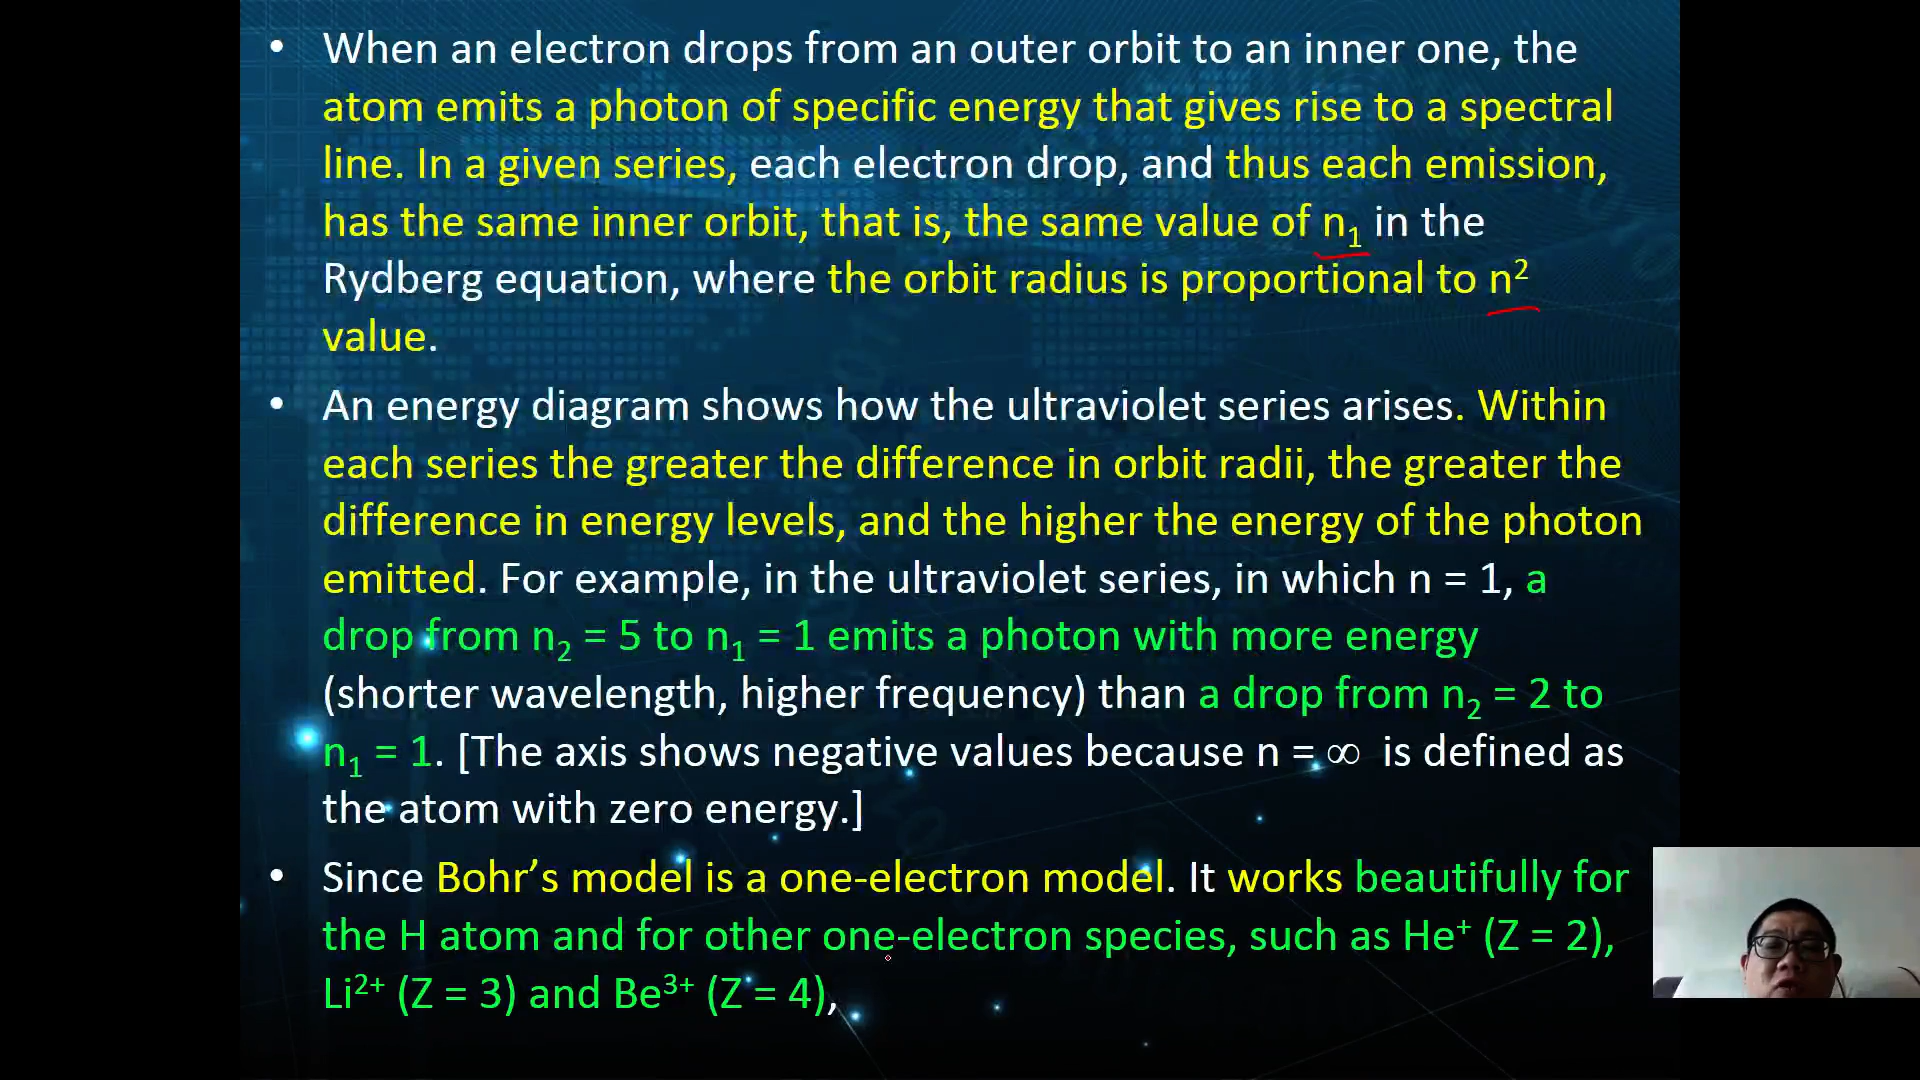 • When an electron drops from an outer orbit to an inner one, the
atom emits a photon of specific energy that gives rise to a spectral
line. In a given series, each electron drop, and thus each emission,
has the same inner orbit, that is, the same value of n₁ in the
Rydberg equation, where the orbit radius is proportional to n²
value.
• An energy diagram shows how the ultraviolet series arises. Within
each series the greater the difference in orbit radii, the greater the
difference in energy levels, and the higher the energy of the photon
emitted. For example, in the ultraviolet series, in which n = 1, a
drop from n₂ = 5 to n₁ = 1 emits a photon with more energy
(shorter wavelength, higher frequency) than a drop from n₂ = 2 to
n₁ = 1. [The axis shows negative values because n = ∞ is defined as
the atom with zero energy.]
• Since Bohr’s model is a one-electron model. It works beautifully for
the H atom and for other one-electron species, such as He⁺ (Z = 2),
Li²⁺ (Z = 3) and Be³⁺ (Z = 4),